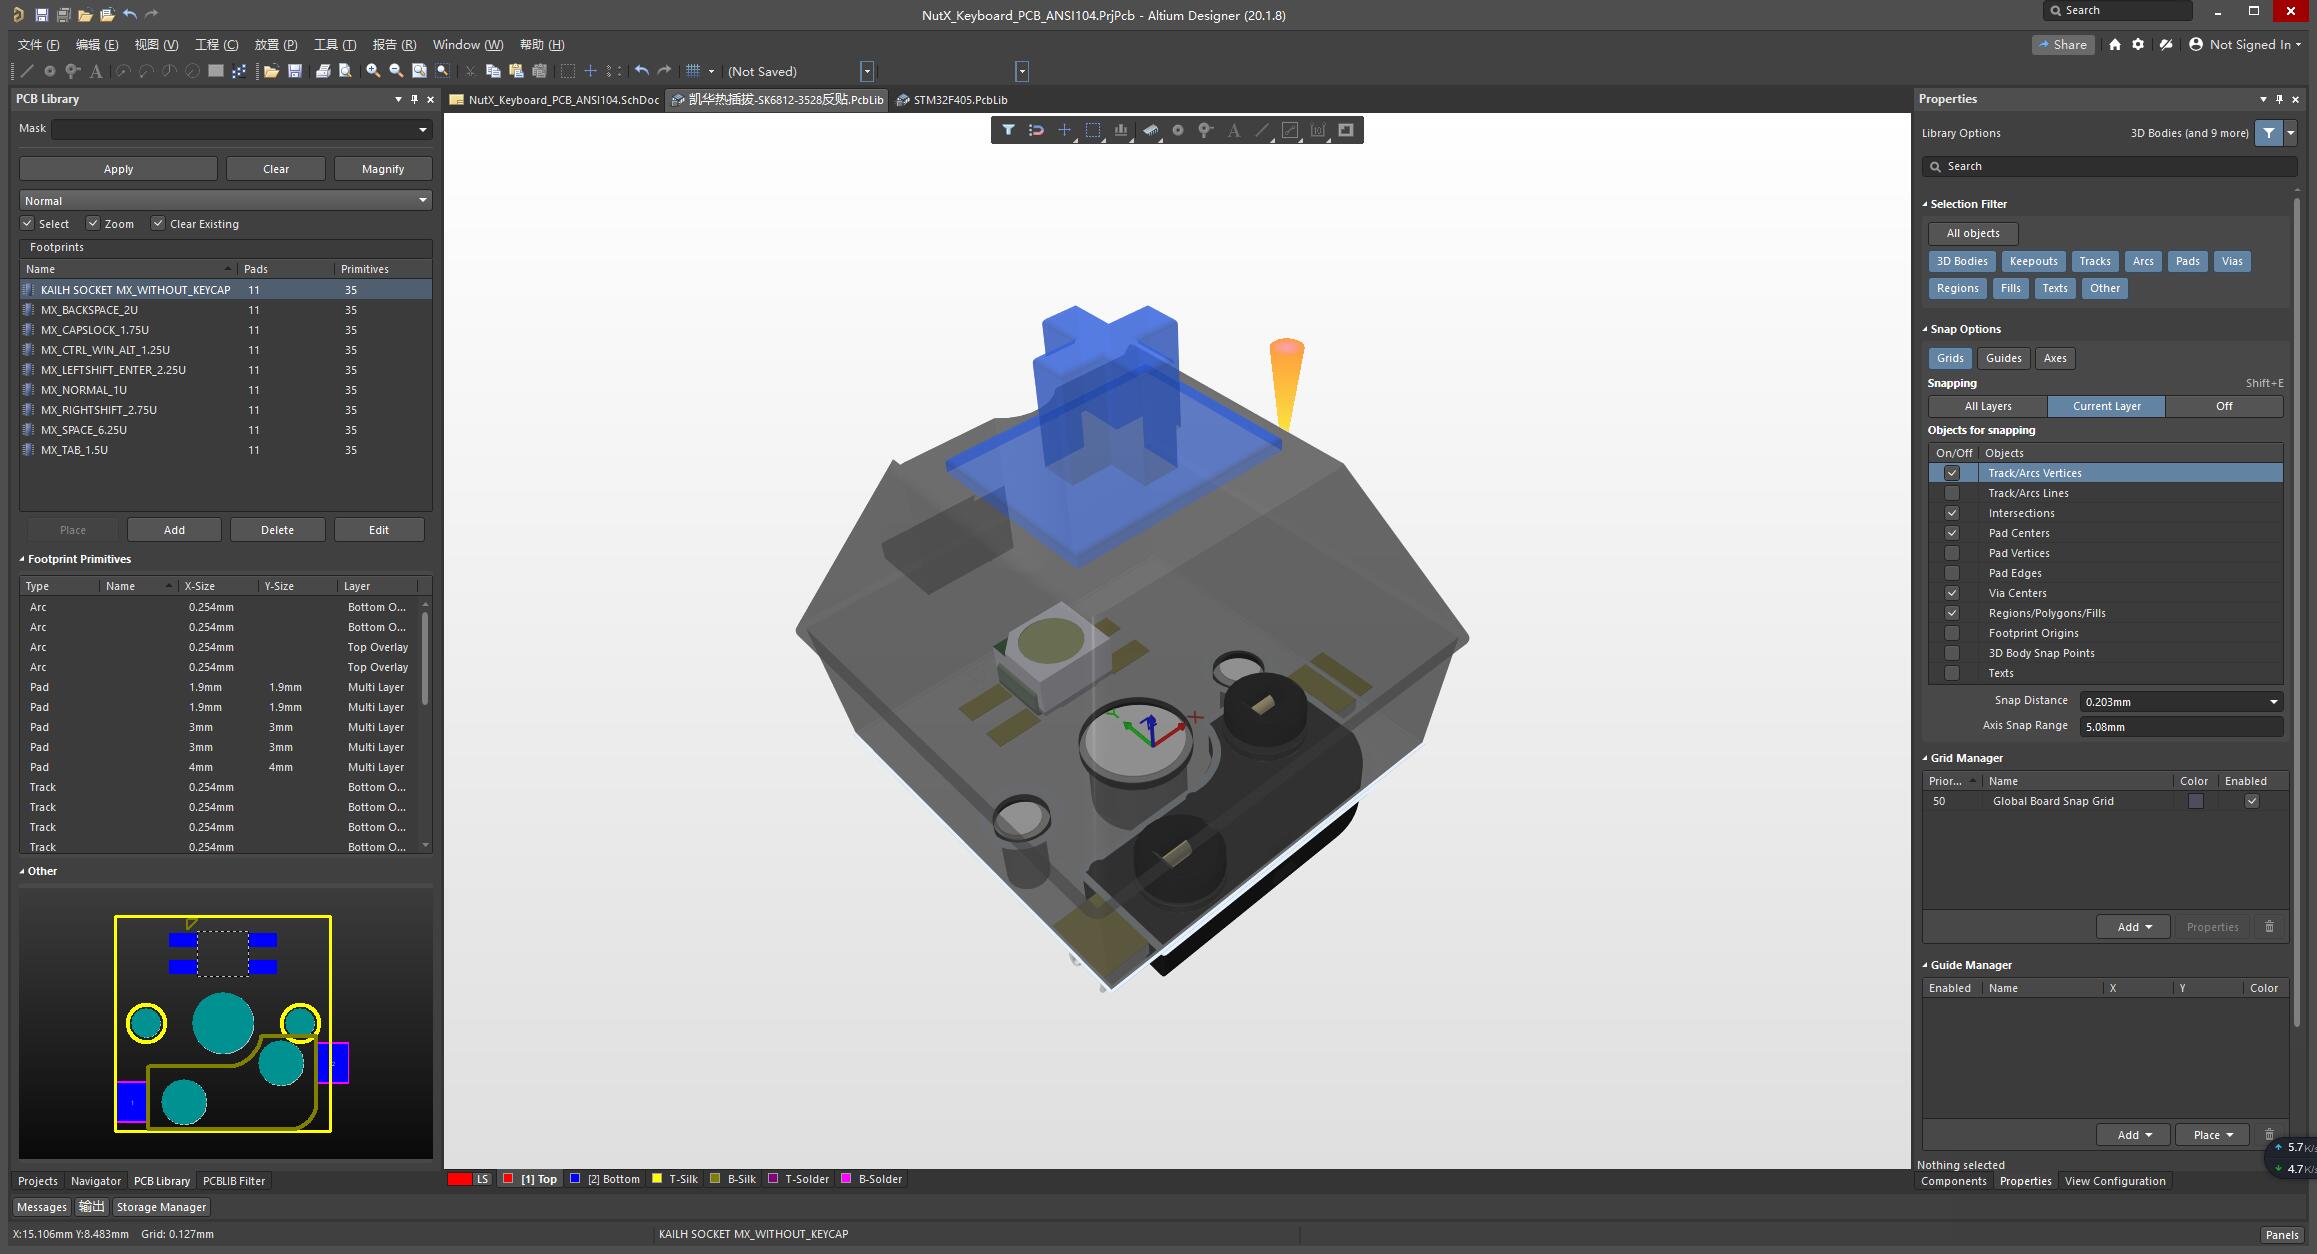 NutX_Keyboard_PCB_ANSI104.PrjPcb - Altium Designer (20.1.8)
Search
文件 (F) 编辑 (E) 视图 (V) 工程 (C) 放置 (P) 工具 (T) 报告 (R) Window (W) 帮助 (H)
Share
Not Signed In
(Not Saved)
PCB Library
Mask
Apply Clear Magnify
Normal
Select Zoom Clear Existing
Footprints
Name Pads Primitives
KAILH SOCKET MX_WITHOUT_KEYCAP 11 35
MX_BACKSPACE_2U 11 35
MX_CAPSLOCK_1.75U 11 35
MX_CTRL_WIN_ALT_1.25U 11 35
MX_LEFTSHIFT_ENTER_2.25U 11 35
MX_NORMAL_1U 11 35
MX_RIGHTSHIFT_2.75U 11 35
MX_SPACE_6.25U 11 35
MX_TAB_1.5U 11 35
Place Add Delete Edit
Footprint Primitives
Type Name X-Size Y-Size Layer
Arc 0.254mm Bottom O...
Arc 0.254mm Bottom O...
Arc 0.254mm Top Overlay
Arc 0.254mm Top Overlay
Pad 1.9mm 1.9mm Multi Layer
Pad 1.9mm 1.9mm Multi Layer
Pad 3mm 3mm Multi Layer
Pad 3mm 3mm Multi Layer
Pad 4mm 4mm Multi Layer
Track 0.254mm Bottom O...
Track 0.254mm Bottom O...
Track 0.254mm Bottom O...
Track 0.254mm Bottom O...
Other
1
2
Projects Navigator PCB Library PCBLIB Filter
Messages 输出 Storage Manager
X:15.106mm Y:8.483mm Grid: 0.127mm
NutX_Keyboard_PCB_ANSI104.SchDoc 凯华热插拔-SK6812-3528反贴.PcbLib STM32F405.PcbLib
Y X
LS [1] Top [2] Bottom T-Silk B-Silk T-Solder B-Solder
KAILH SOCKET MX_WITHOUT_KEYCAP
Properties
Library Options 3D Bodies (and 9 more)
Search
Selection Filter
All objects
3D Bodies Keepouts Tracks Arcs Pads Vias
Regions Fills Texts Other
Snap Options
Grids Guides Axes
Snapping Shift+E
All Layers Current Layer Off
Objects for snapping
On/Off Objects
Track/Arcs Vertices
Track/Arcs Lines
Intersections
Pad Centers
Pad Vertices
Pad Edges
Via Centers
Regions/Polygons/Fills
Footprint Origins
3D Body Snap Points
Texts
Snap Distance 0.203mm
Axis Snap Range 5.08mm
Grid Manager
Prior... Name Color Enabled
50 Global Board Snap Grid
Add Properties
Guide Manager
Enabled Name X Y Color
Add Place
5.7K/s
4.7K/s
Nothing selected
Components Properties View Configuration
Panels